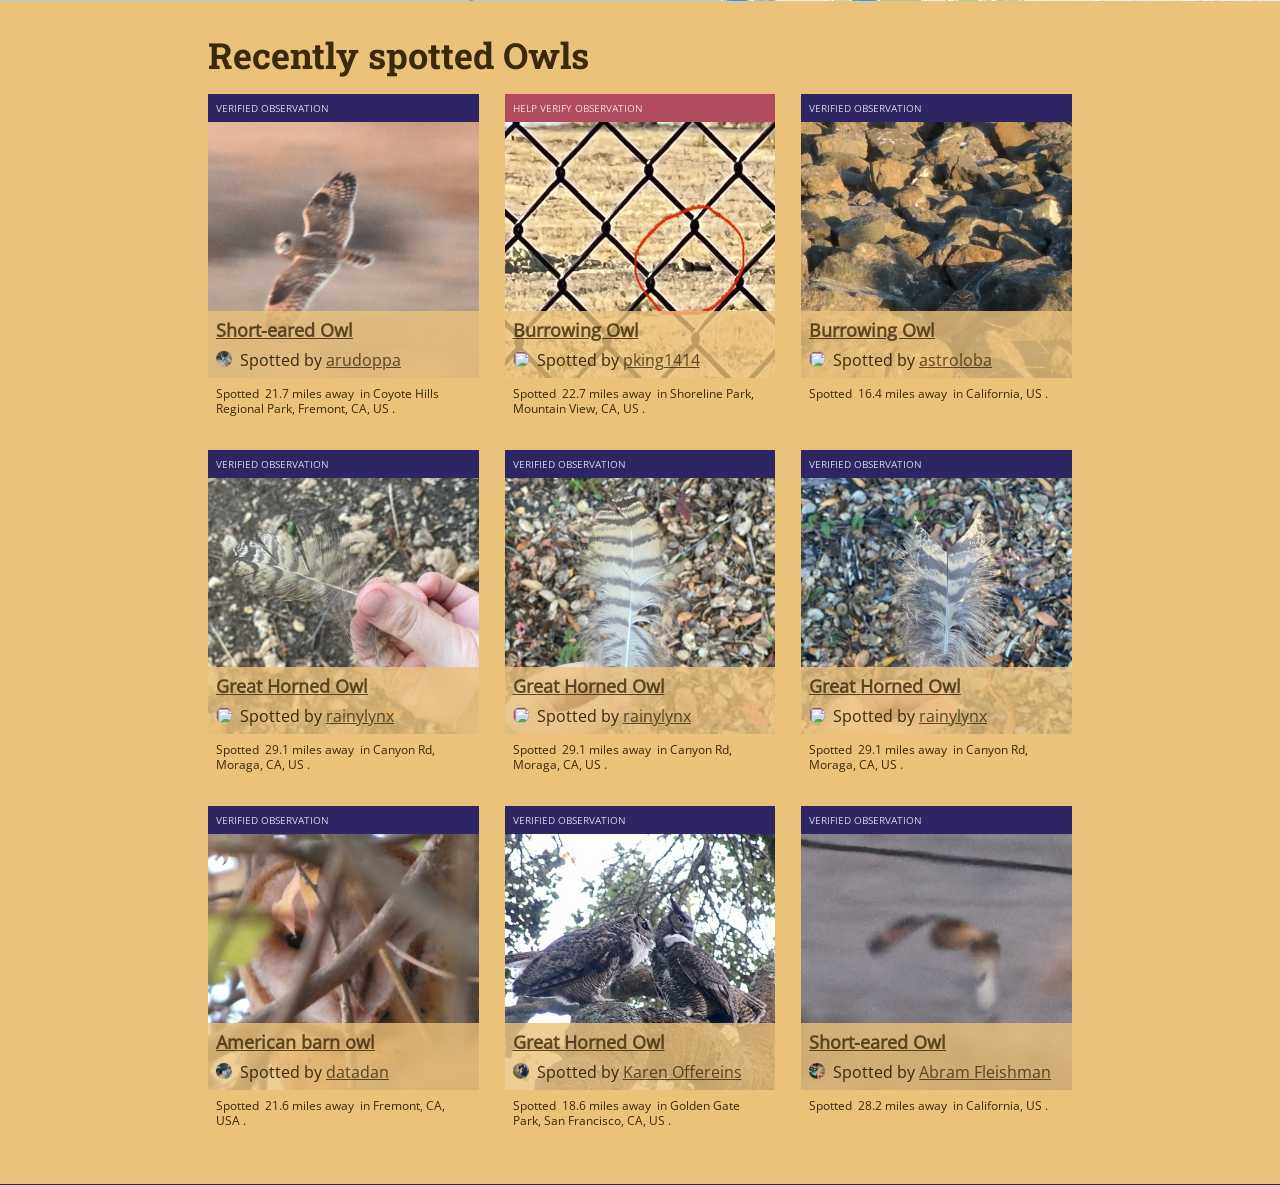 Recently spotted Owls
VERIFIED OBSERVATION
Short-eared Owl
Spotted by arudoppa
Spotted 21.7 miles away in Coyote Hills
Regional Park, Fremont, CA, US .
HELP VERIFY OBSERVATION
Burrowing Owl
Spotted by pking1414
Spotted 22.7 miles away in Shoreline Park,
Mountain View, CA, US .
VERIFIED OBSERVATION
Burrowing Owl
Spotted by astroloba
Spotted 16.4 miles away in California, US .
VERIFIED OBSERVATION
Great Horned Owl
Spotted by rainylynx
Spotted 29.1 miles away in Canyon Rd,
Moraga, CA, US .
VERIFIED OBSERVATION
Great Horned Owl
Spotted by rainylynx
Spotted 29.1 miles away in Canyon Rd,
Moraga, CA, US .
VERIFIED OBSERVATION
Great Horned Owl
Spotted by rainylynx
Spotted 29.1 miles away in Canyon Rd,
Moraga, CA, US .
VERIFIED OBSERVATION
American barn owl
Spotted by datadan
Spotted 21.6 miles away in Fremont, CA,
USA .
VERIFIED OBSERVATION
Great Horned Owl
Spotted by Karen Offereins
Spotted 18.6 miles away in Golden Gate
Park, San Francisco, CA, US .
VERIFIED OBSERVATION
Short-eared Owl
Spotted by Abram Fleishman
Spotted 28.2 miles away in California, US .